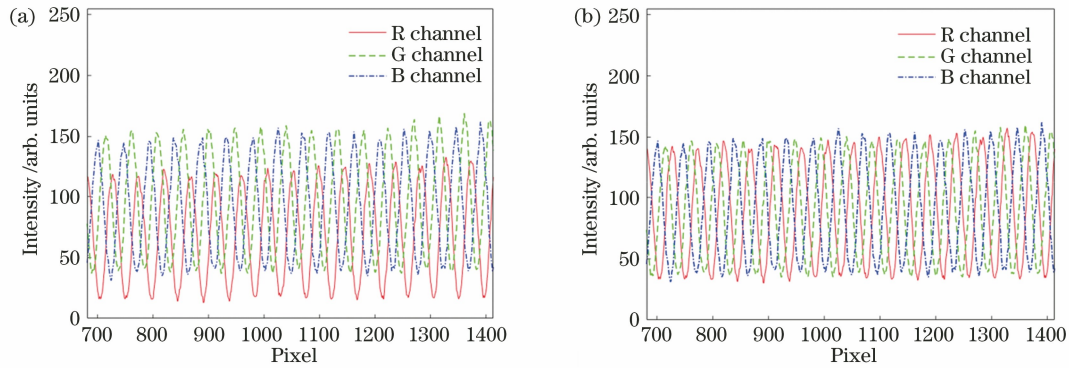 (a)
250
200
150
100
50
0
Intensity /arb. units
R channel
G channel
B channel
700 800 900 1000 1100 1200 1300 1400
Pixel
(b)
250
200
150
100
50
0
Intensity /arb. units
R channel
G channel
B channel
700 800 900 1000 1100 1200 1300 1400
Pixel